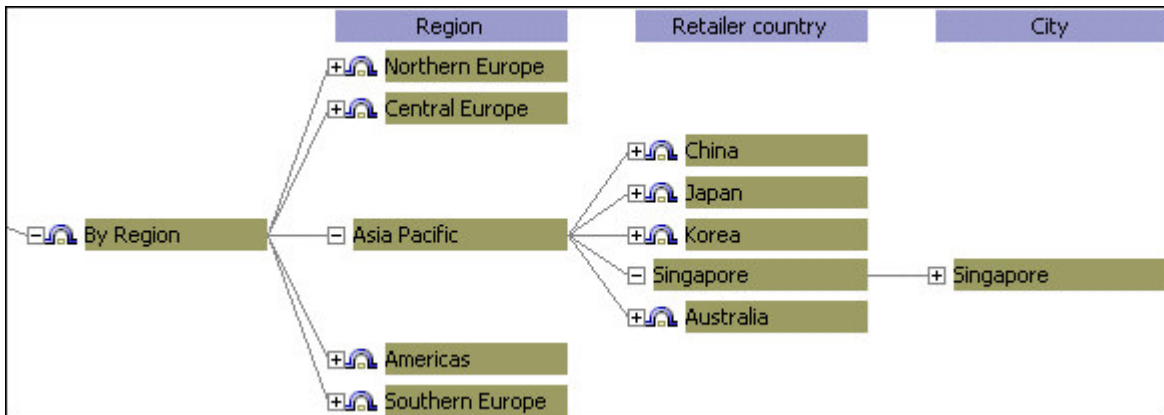 Region Retailer country City
Northern Europe
Central Europe
China
Japan
By Region Asia Pacific Korea
Singapore Singapore
Australia
Americas
Southern Europe